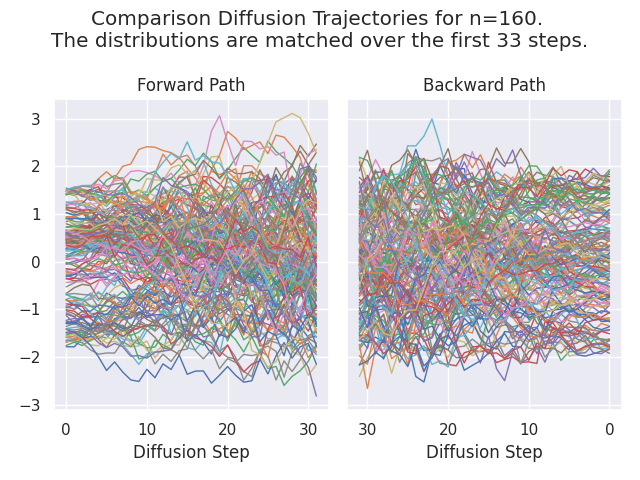 Comparison Diffusion Trajectories for n=160.
The distributions are matched over the first 33 steps.
Forward Path
Backward Path
3
2
1
0
−1
−2
−3
0 10 20 30
30 20 10 0
Diffusion Step
Diffusion Step